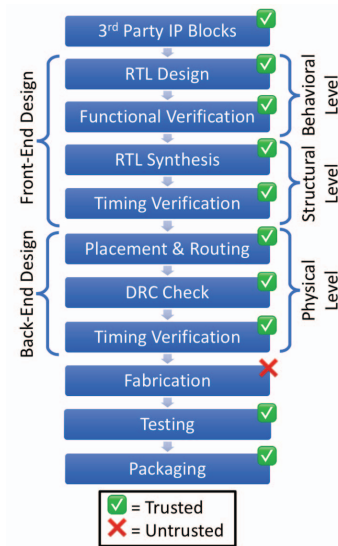 3rd Party IP Blocks
RTL Design
Functional Verification
RTL Synthesis
Timing Verification
Placement & Routing
DRC Check
Timing Verification
Fabrication
Testing
Packaging
Front-End Design
Back-End Design
Behavioral
Level
Structural
Level
Physical
Level
= Trusted
= Untrusted